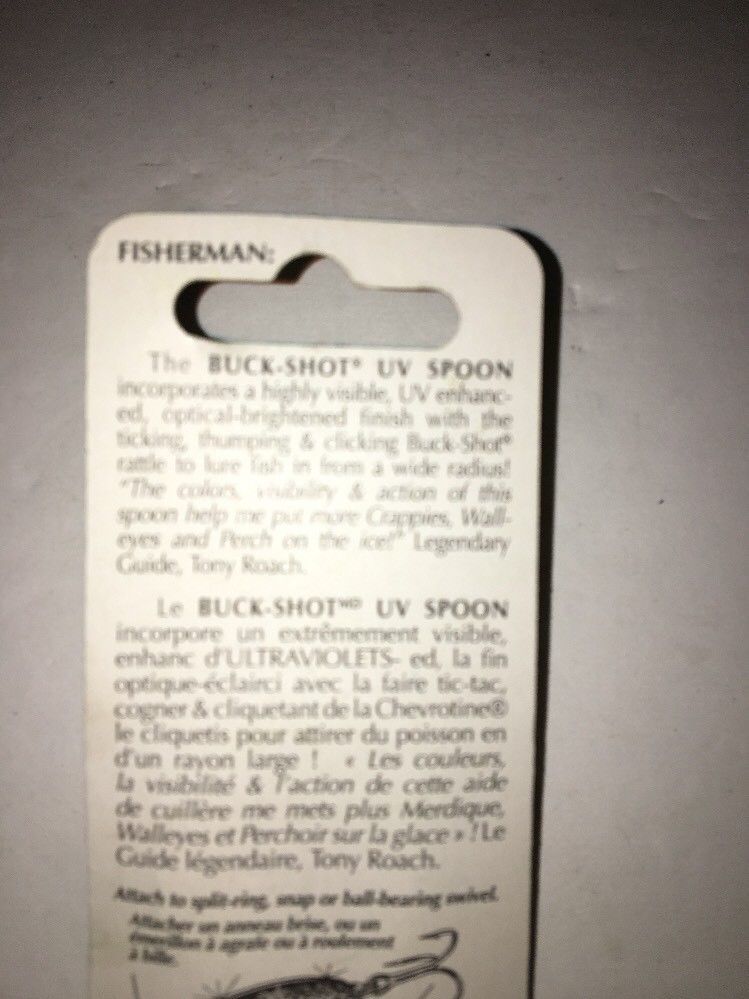 FISHERMAN:
The BUCK-SHOT® UV SPOON
incorporates a highly visible, UV enhanc-
ed, optical-brightened finish with the
ticking, thumping & clicking Buck-Shot®
rattle to lure fish in from a wide radius!
"The colors, visibility & action of this
spoon help me put more Crappies, Wall-
eyes and Perch on the ice!" Legendary
Guide, Tony Roach.
Le BUCK-SHOTᴹᴰ UV SPOON
incorpore un extrêmement visible,
enhanc d'ULTRAVIOLETS- ed, la fin
optique-éclairci avec la faire tic-tac,
cogner & cliquetant de la Chevrotine®
le cliquetis pour attirer du poisson en
d'un rayon large ! « Les couleurs,
la visibilité & l'action de cette aide
de cuillère me mets plus Merdique,
Walleyes et Perchoir sur la glace » ! Le
Guide légendaire, Tony Roach.
Attach to split-ring, snap or ball-bearing swivel.
Attacher un anneau brisé, ou un
émerillon à agrafe ou à roulement
à bille.